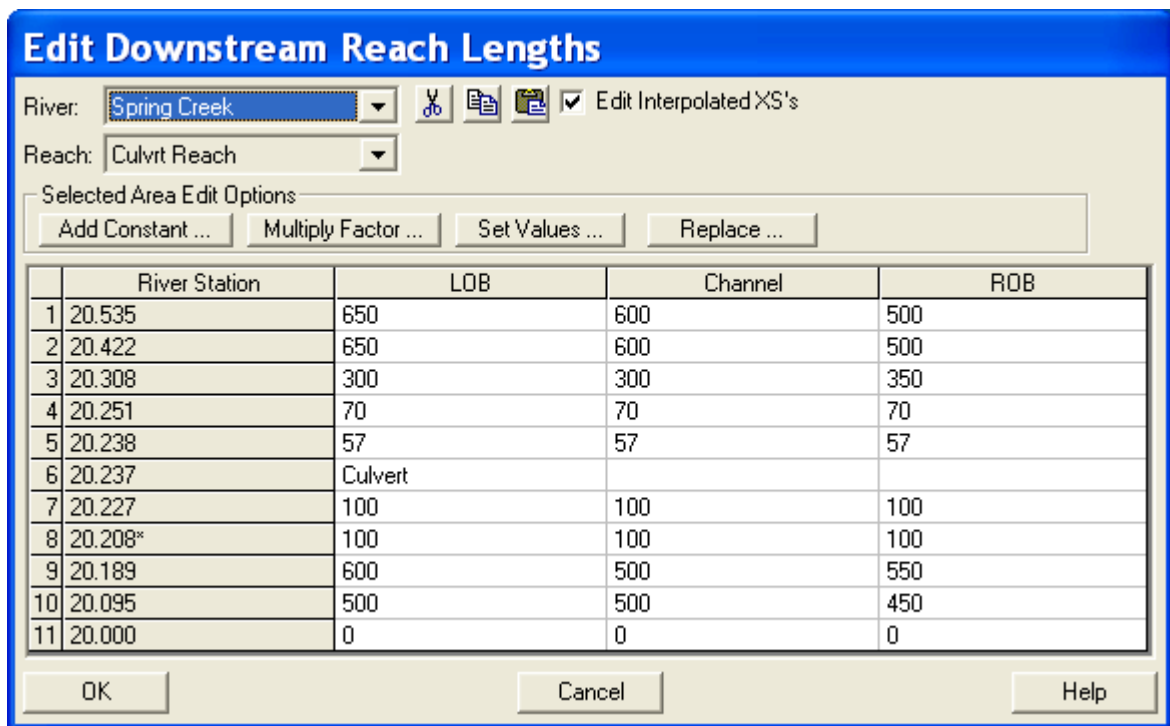 Edit Downstream Reach Lengths
River: Spring Creek Edit Interpolated XS's
Reach: Culvrt Reach
Selected Area Edit Options
Add Constant ... Multiply Factor ... Set Values ... Replace ...
River Station LOB Channel ROB
1 20.535 650 600 500
2 20.422 650 600 500
3 20.308 300 300 350
4 20.251 70 70 70
5 20.238 57 57 57
6 20.237 Culvert
7 20.227 100 100 100
8 20.208* 100 100 100
9 20.189 600 500 550
10 20.095 500 500 450
11 20.000 0 0 0
OK Cancel Help